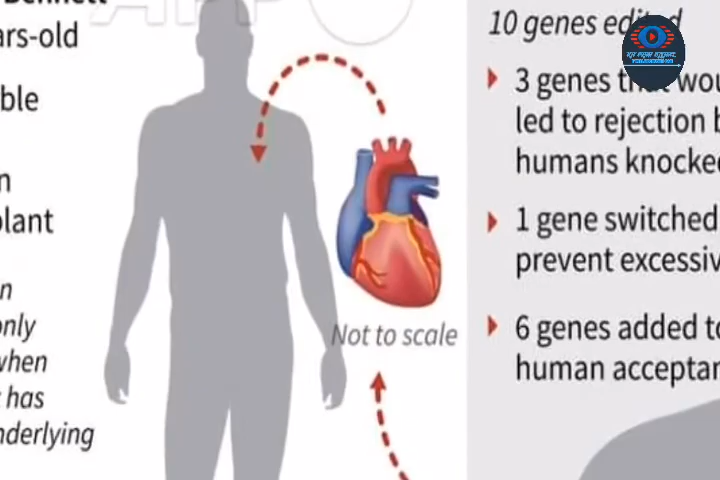 Bennett
ars-old
ble
n
plant
n
only
when
t has
nderlying
Not to scale
10 genes edited
3 genes that wou
led to rejection b
humans knocke
1 gene switched
prevent excessiv
6 genes added to
human acceptan